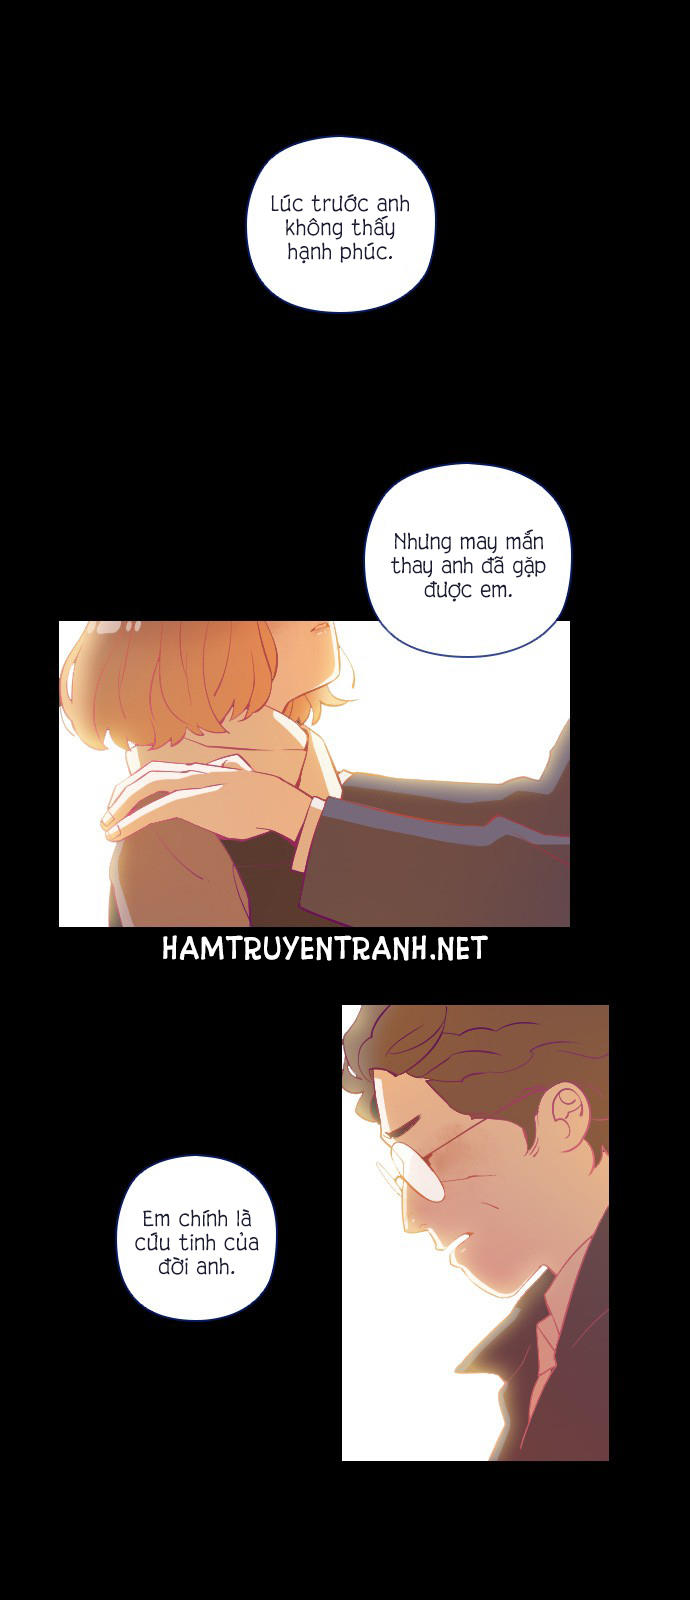 Lúc trước anh
không thấy
hạnh phúc.
Nhưng may mắn
thay anh đã gặp
được em.
HAMTRUYENTRANH.NET
Em chính là
cứu tinh của
đời anh.